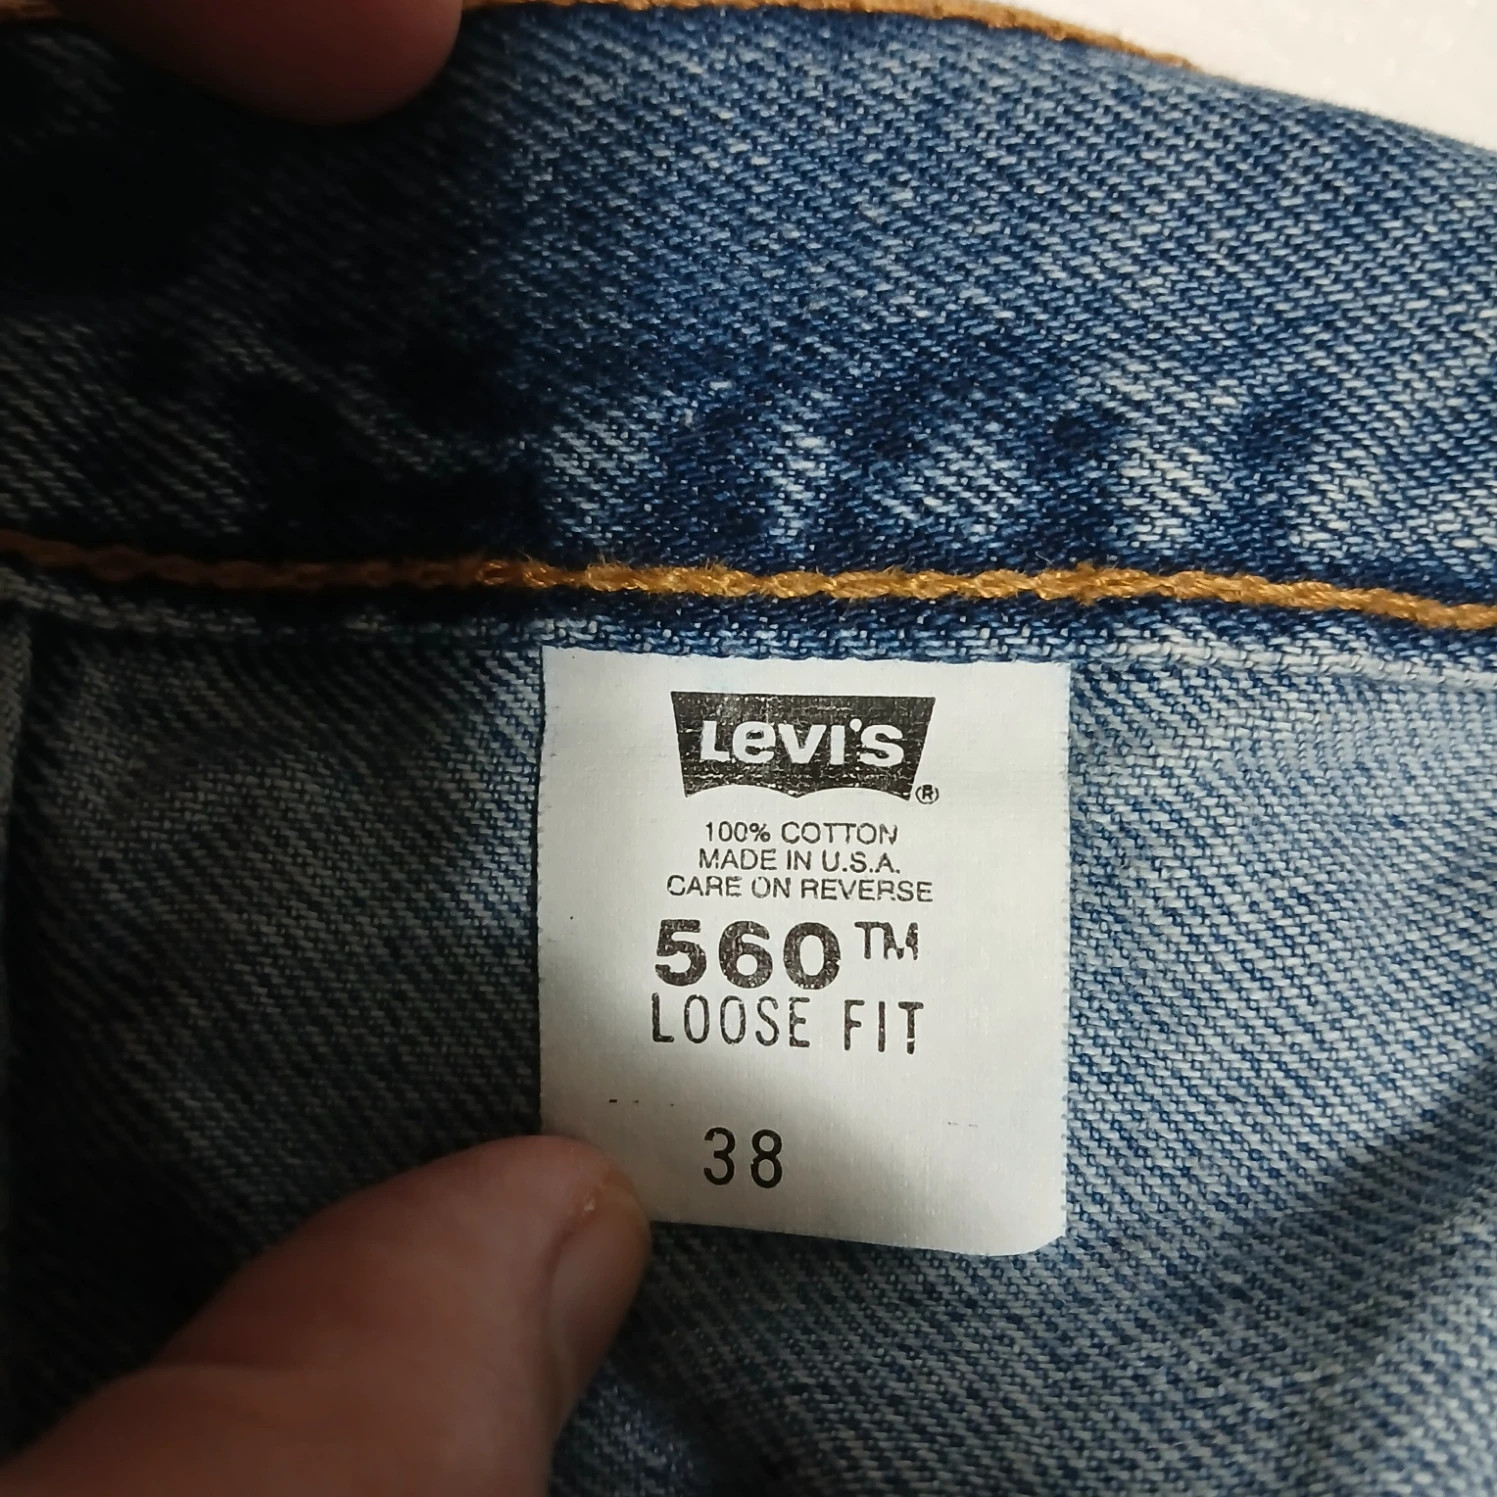 Levi's ®
100% COTTON
MADE IN U.S.A.
CARE ON REVERSE
560™
LOOSE FIT
38